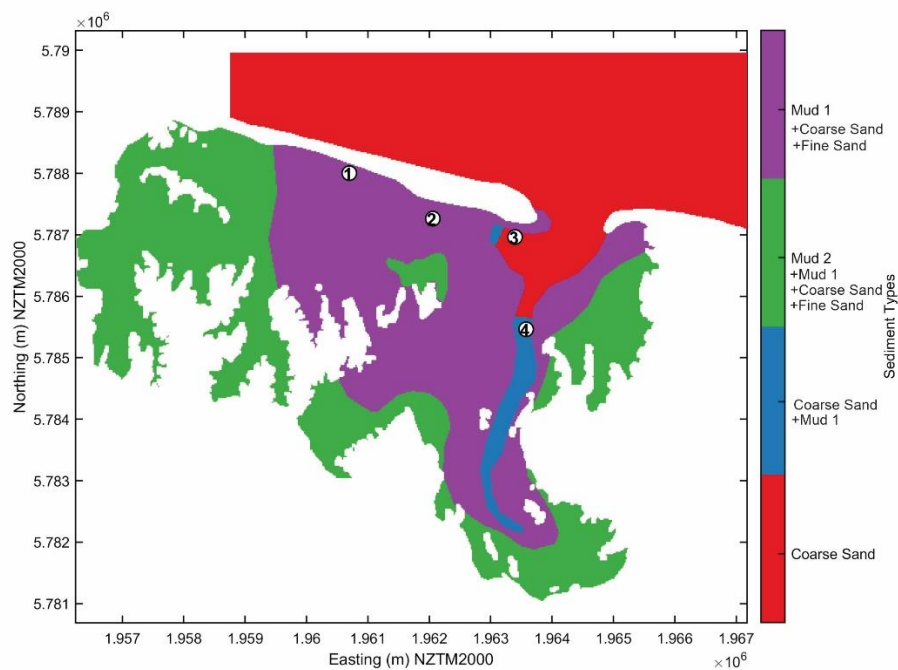 ×10⁶
5.79
5.789
5.788
5.787
5.786
5.785
5.784
5.783
5.782
5.781
Northing (m) NZTM2000
1
2
3
4
1.957 1.958 1.959 1.96 1.961 1.962 1.963 1.964 1.965 1.966 1.967
×10⁶
Easting (m) NZTM2000
Mud 1
+Coarse Sand
+Fine Sand
Mud 2
+Mud 1
+Coarse Sand
+Fine Sand
Coarse Sand
+Mud 1
Coarse Sand
Sediment Types